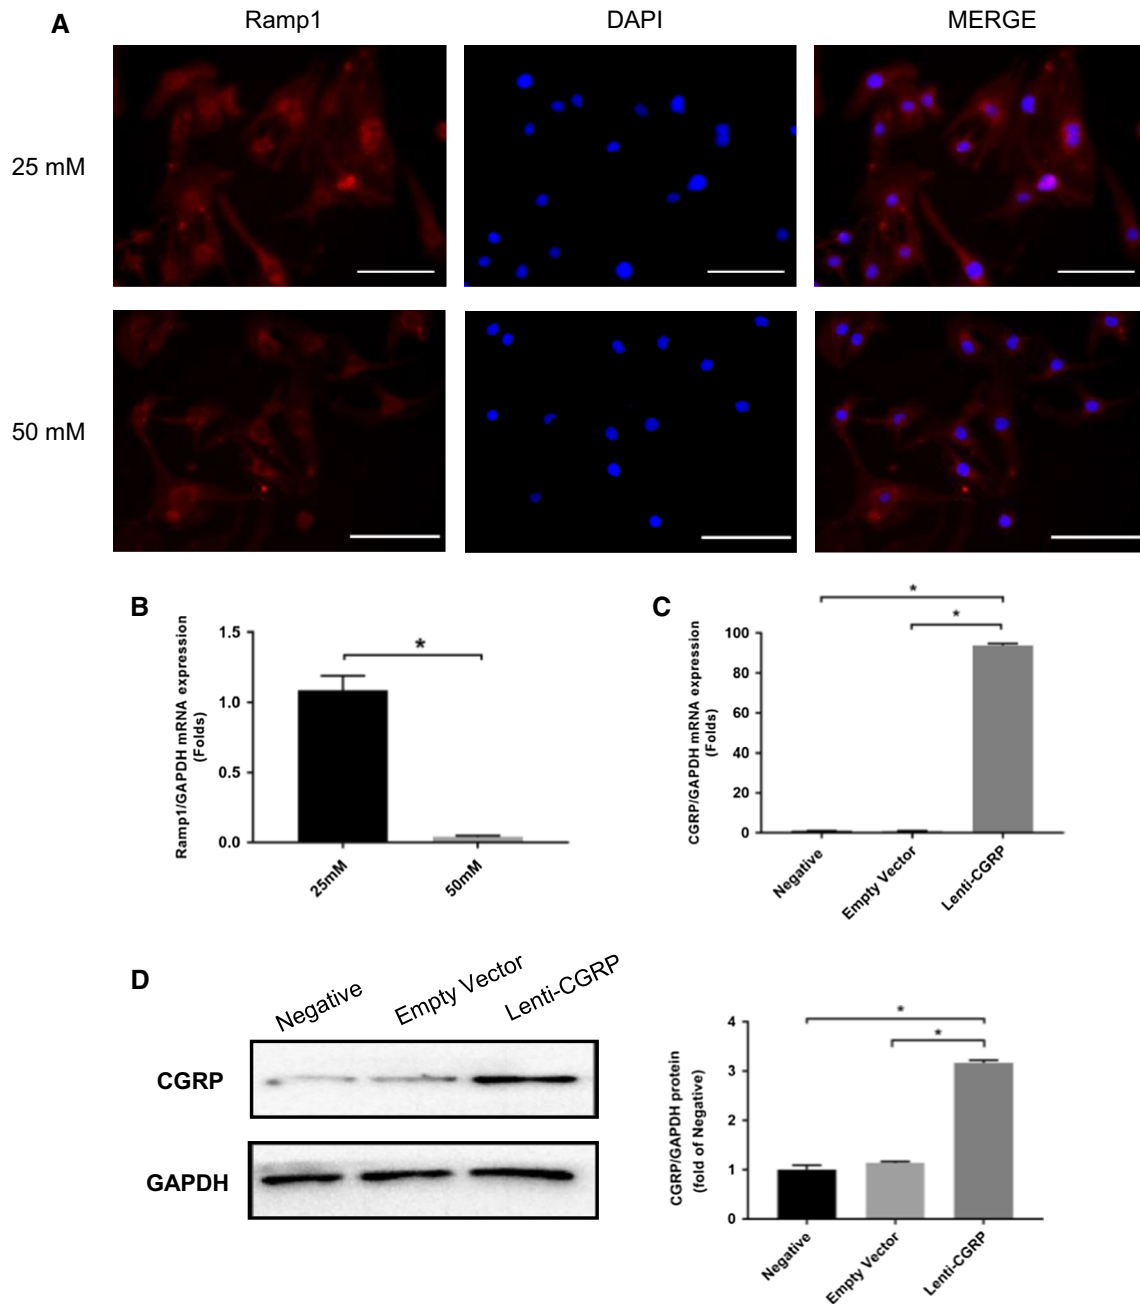 A
Ramp1
DAPI
MERGE
25 mM
50 mM
B
Ramp1/GAPDH mRNA expression
(Folds)
1.5
1.0
0.5
0.0
*
25mM
50mM
C
CGRP/GAPDH mRNA expression
(Folds)
100
80
60
40
20
0
*
*
Negative
Empty Vector
Lenti-CGRP
D
Negative
Empty Vector
Lenti-CGRP
CGRP
GAPDH
CGRP/GAPDH protein
(fold of Negative)
4
3
2
1
0
*
*
Negative
Empty Vector
Lenti-CGRP